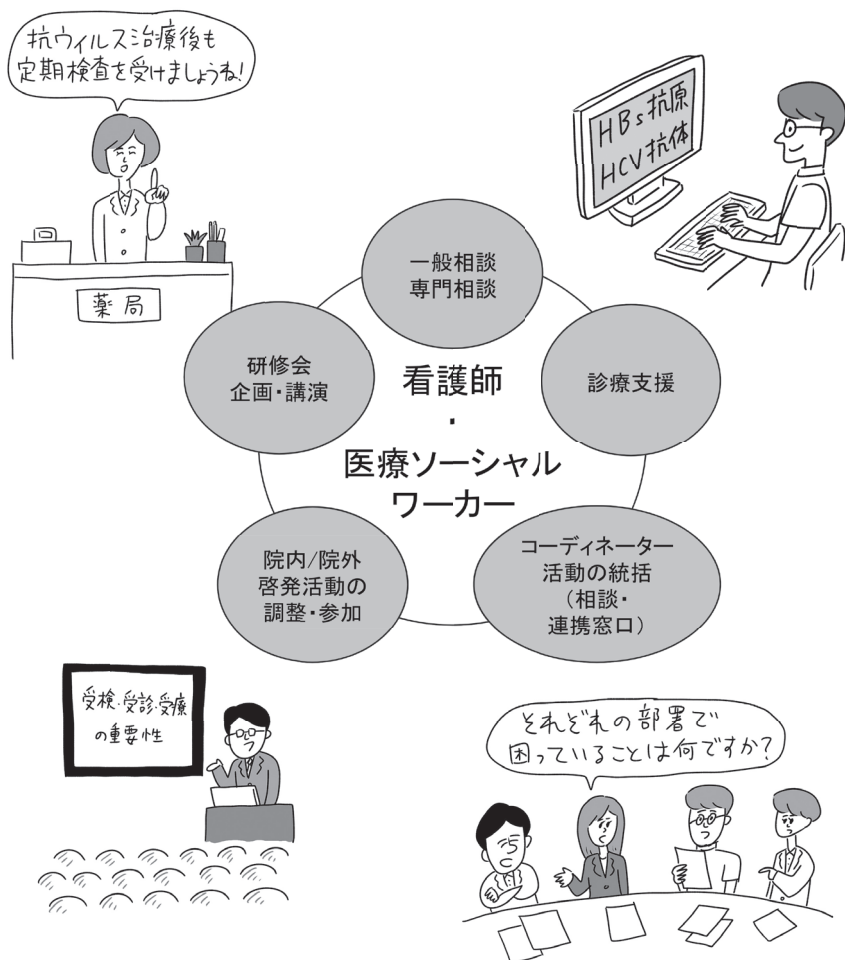 抗ウイルス治療後も
定期検査を受けましょうね!
薬局
HBs抗原
HCV抗体
一般相談
専門相談
研修会
企画・講演
看護師
・
医療ソーシャル
ワーカー
診療支援
院内/院外
啓発活動の
調整・参加
コーディネーター
活動の統括
(相談・
連携窓口)
受検・受診・受療
の重要性
それぞれの部署で
困っていることは何ですか?